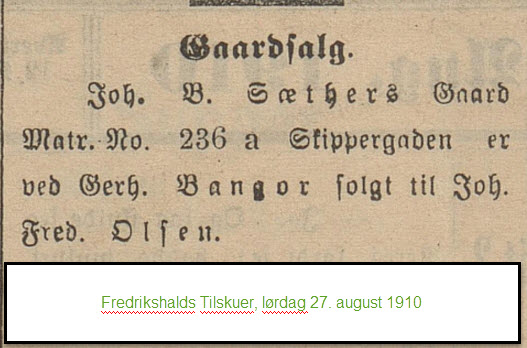 Gaardsalg.
Joh. B. Sæthers Gaard
Matr. No. 236 a Skippergaden er
ved Gerh. Bangor solgt til Joh.
Fred. Olsen.
Fredrikshalds Tilskuer, lørdag 27. august 1910